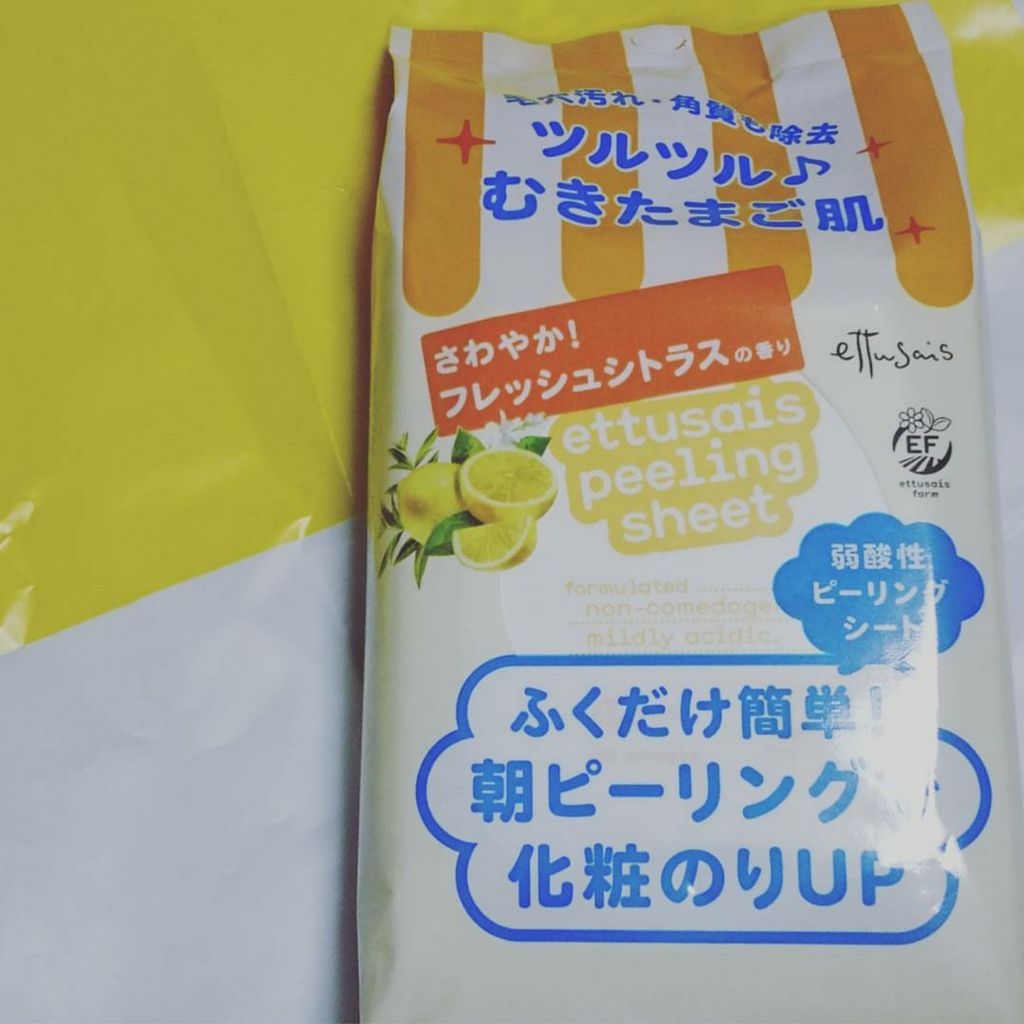 毛穴汚れ・角質も除去
ツルツル♪
むきたまご肌
さわやか！
フレッシュシトラスの香り
ettusais
EF
ettusais
farm
ettusais
peeling
sheet
formulated
mildly acidic.
弱酸性
ピーリング
シート
ふくだけ簡単！
朝ピーリング
化粧のりUP